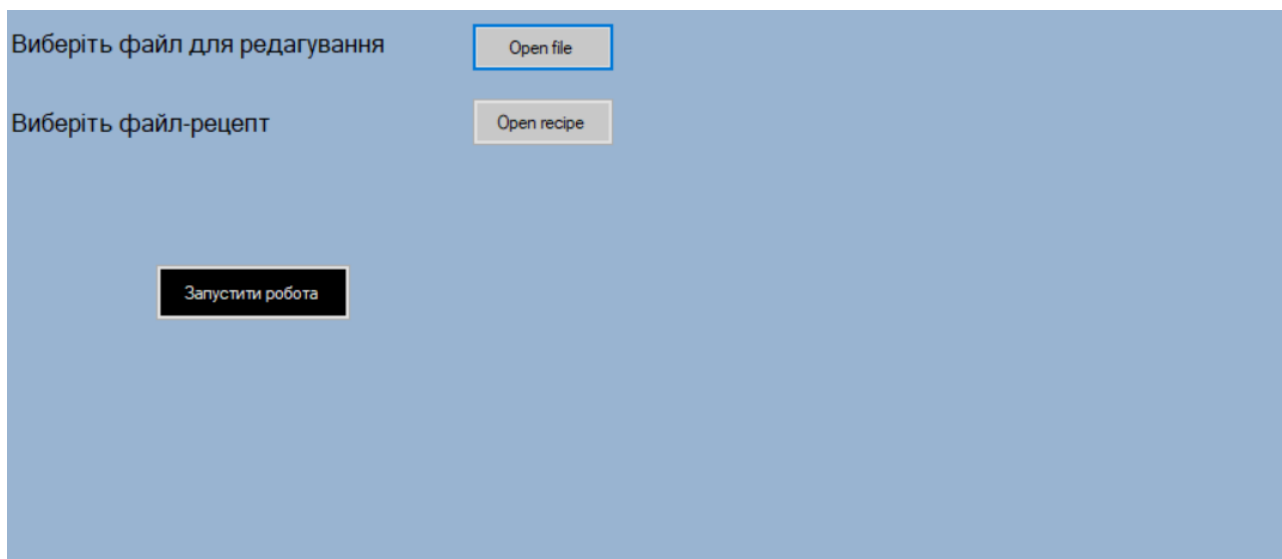 Виберіть файл для редагування Open file
Виберіть файл-рецепт Open recipe
Запустити робота